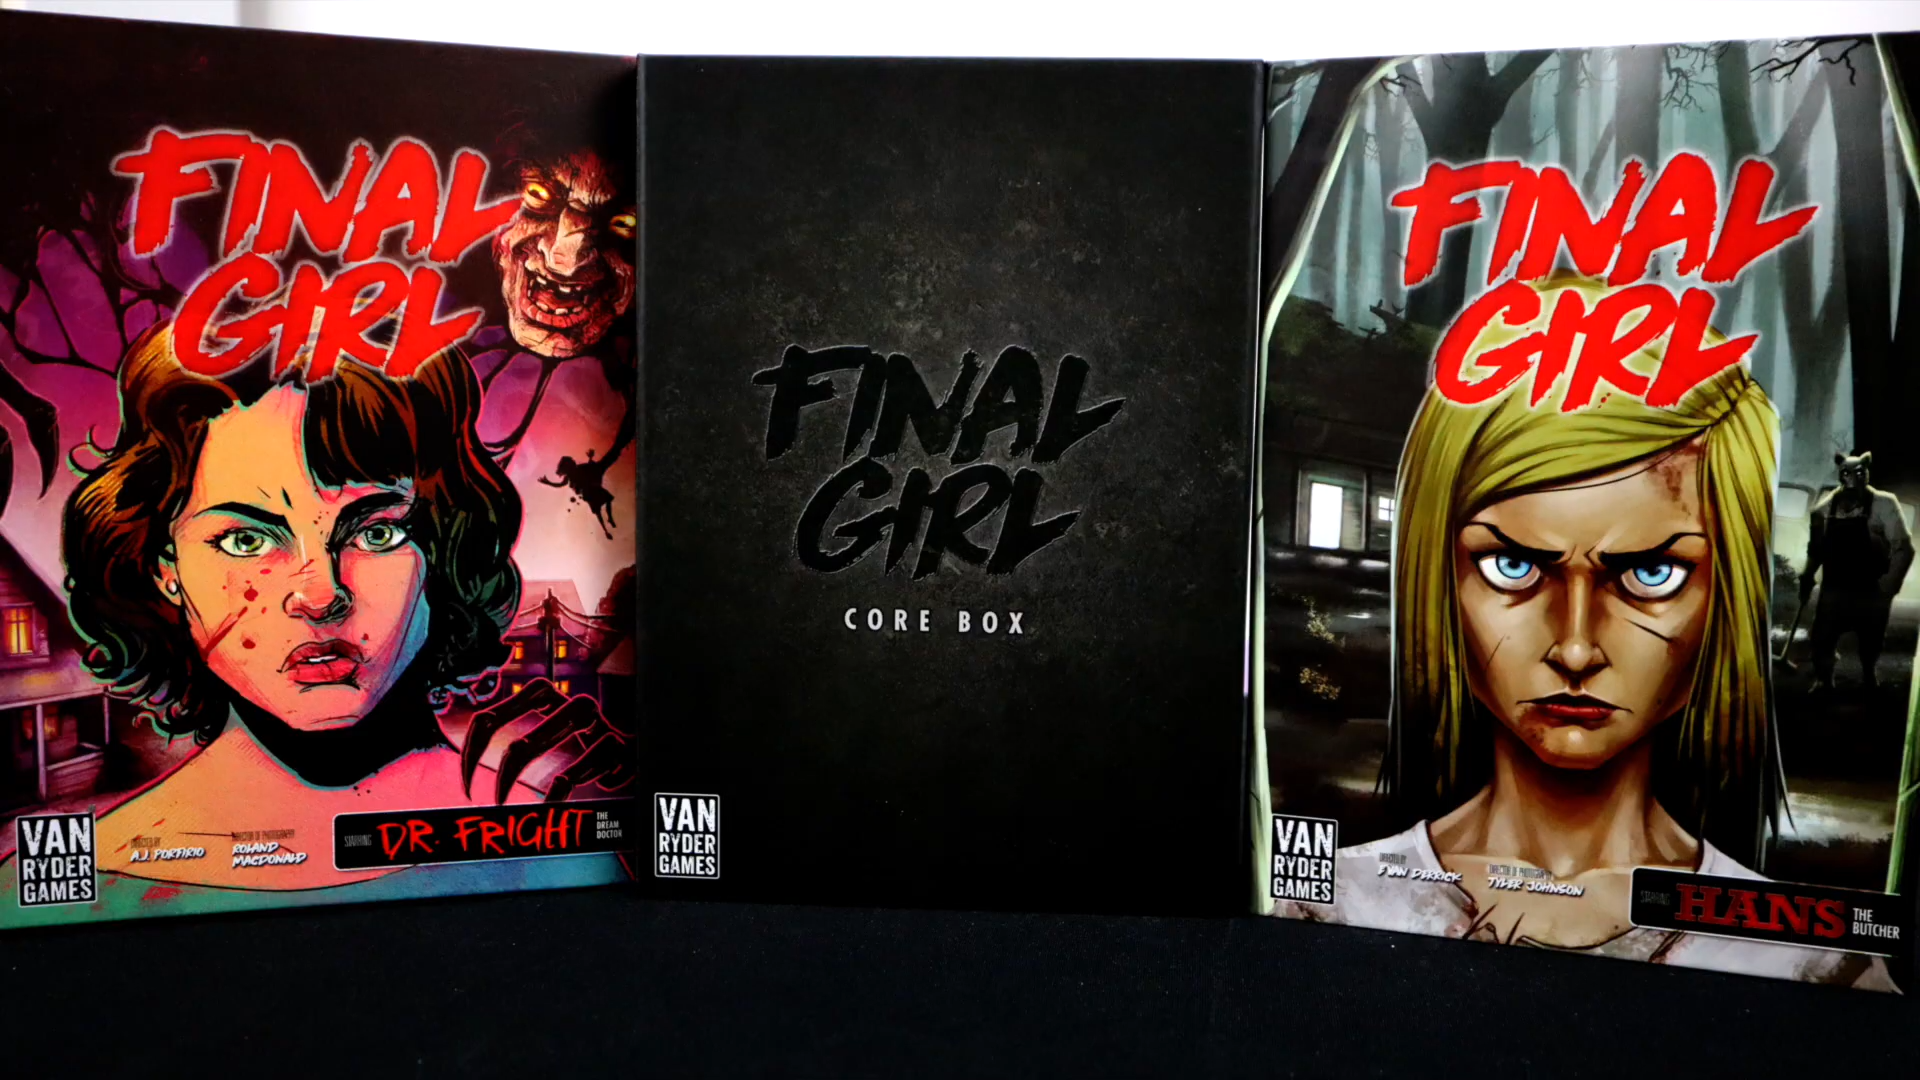 FINAL
GIRL
VAN
RYDER
GAMES
DIRECTED BY
A.J. PORFIRIO
DIRECTOR OF PHOTOGRAPHY
ROLAND
MACDONALD
STARRING
DR. FRIGHT
THE
DREAM
DOCTOR
FINAL
GIRL
CORE BOX
VAN
RYDER
GAMES
FINAL
GIRL
VAN
RYDER
GAMES
DIRECTED BY
EVAN DERRICK
DIRECTOR OF PHOTOGRAPHY
TYLER JOHNSON
STARRING
HANS
THE
BUTCHER